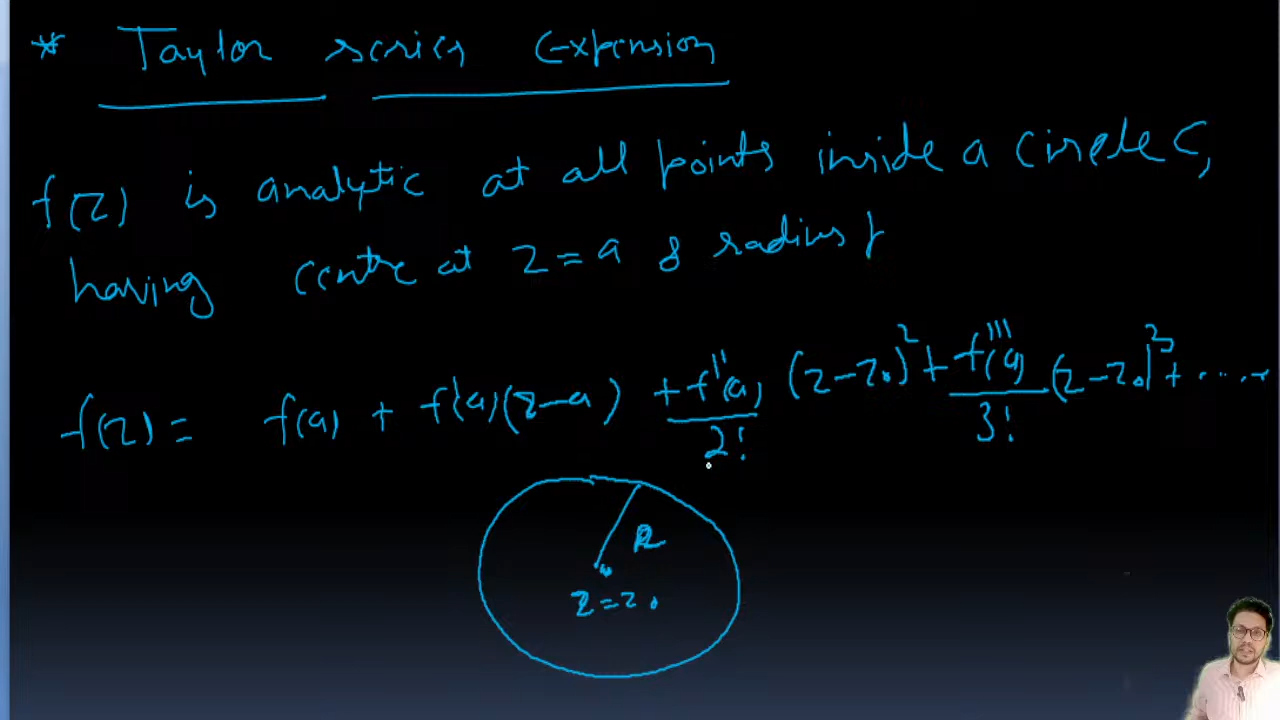 * Taylor series Expansion
f(z) is analytic at all points inside a circle C,
having centre at z = a & radius r
f(z) = f(a) + f'(a)(z-a) + f''(a)/2! (z-z₀)² + f'''(a)/3! (z-z₀)³ + .....
R
z=z₀